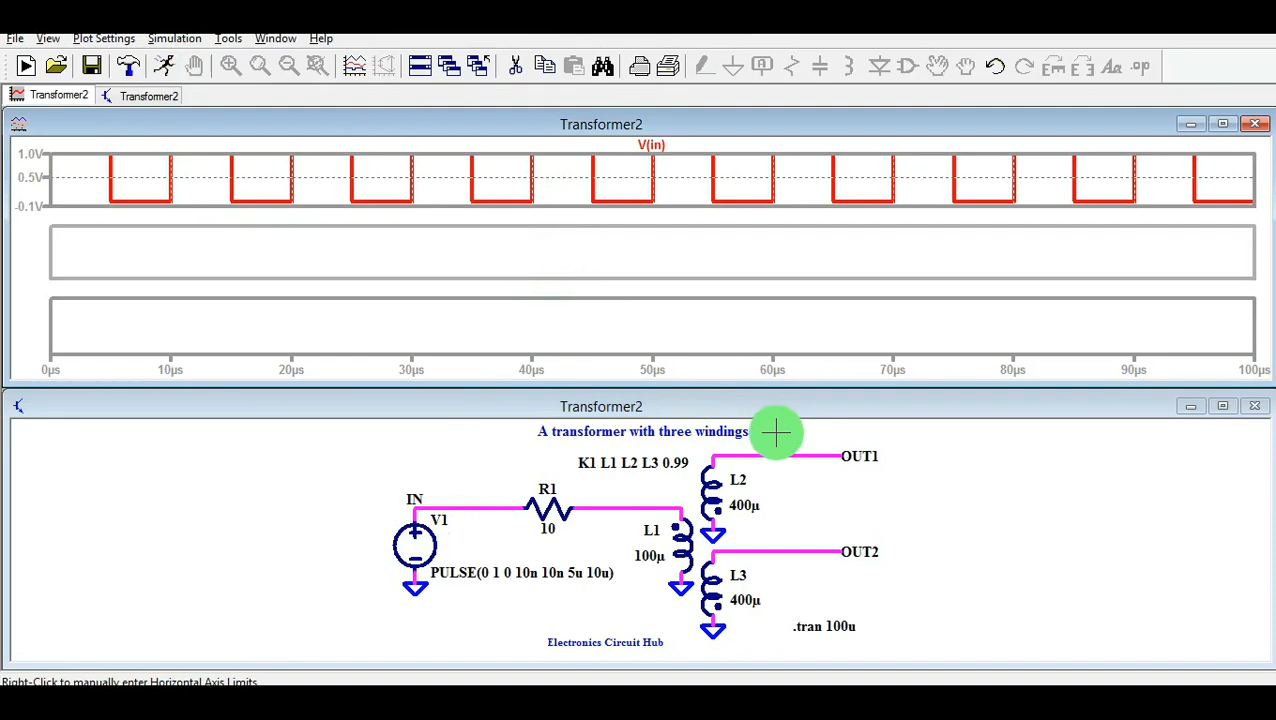 File View Plot Settings Simulation Tools Window Help
Transformer2 Transformer2
Transformer2
V(in)
1.0V
0.5V
-0.1V
0µs 10µs 20µs 30µs 40µs 50µs 60µs 70µs 80µs 90µs 100µs
Transformer2
A transformer with three windings
K1 L1 L2 L3 0.99
OUT1
L2
400µ
IN
R1
10
V1
L1
100µ
OUT2
PULSE(0 1 0 10n 10n 5u 10u)
L3
400µ
.tran 100u
Electronics Circuit Hub
Right-Click to manually enter Horizontal Axis Limits